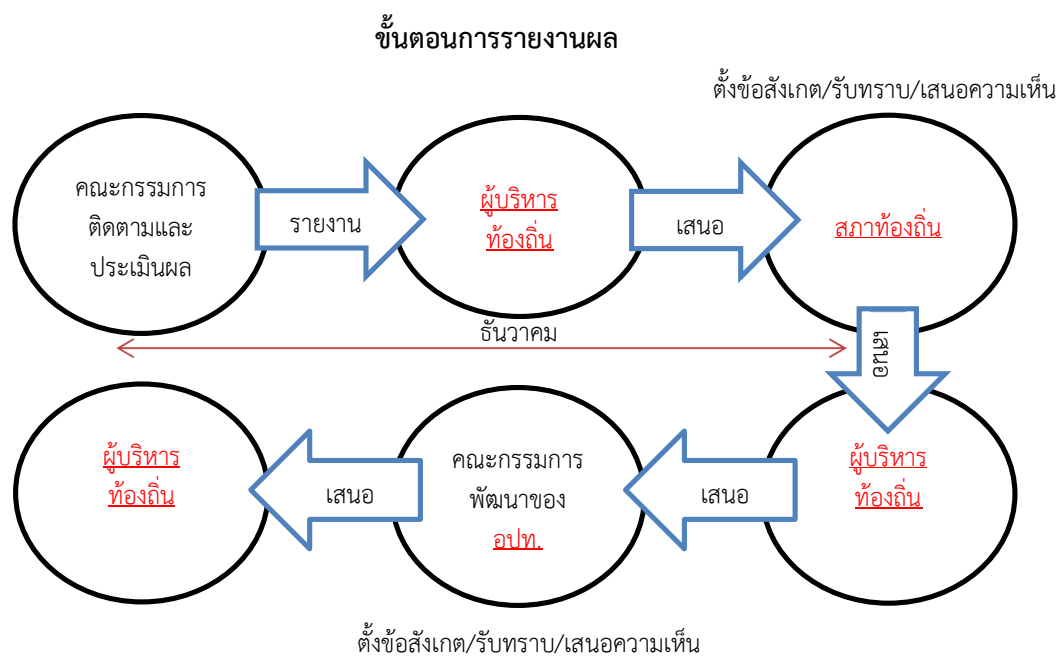 ขั้นตอนการรายงานผล
ตั้งข้อสังเกต/รับทราบ/เสนอความเห็น
คณะกรรมการ
ติดตามและ
ประเมินผล
รายงาน
ผู้บริหาร
ท้องถิ่น
เสนอ
สภาท้องถิ่น
ธันวาคม
เสนอ
ผู้บริหาร
ท้องถิ่น
เสนอ
คณะกรรมการ
พัฒนาของ
อปท.
เสนอ
ผู้บริหาร
ท้องถิ่น
ตั้งข้อสังเกต/รับทราบ/เสนอความเห็น